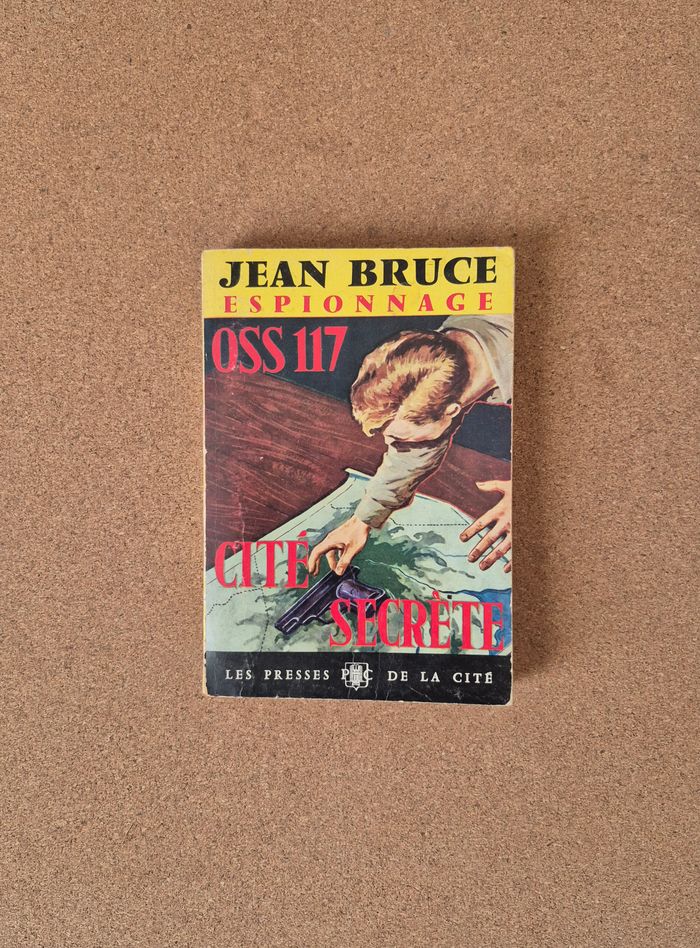 JEAN BRUCE
ESPIONNAGE
OSS 117
CITÉ
SECRÈTE
LES PRESSES P C DE LA CITÉ